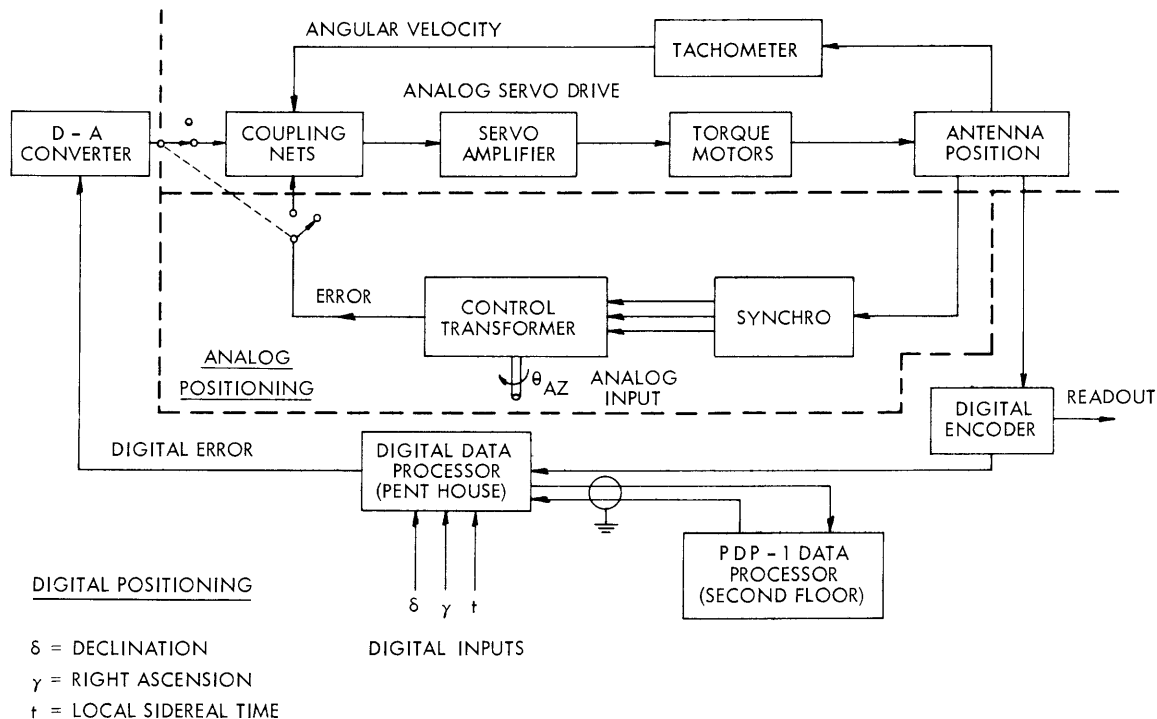 ANGULAR VELOCITY
TACHOMETER
ANALOG SERVO DRIVE
D - A
CONVERTER
COUPLING
NETS
SERVO
AMPLIFIER
TORQUE
MOTORS
ANTENNA
POSITION
ERROR
CONTROL
TRANSFORMER
SYNCHRO
ANALOG
POSITIONING
θAZ
ANALOG
INPUT
DIGITAL
ENCODER
READOUT
DIGITAL ERROR
DIGITAL DATA
PROCESSOR
(PENT HOUSE)
PDP - 1 DATA
PROCESSOR
(SECOND FLOOR)
DIGITAL POSITIONING
δ γ t
DIGITAL INPUTS
δ = DECLINATION
γ = RIGHT ASCENSION
t = LOCAL SIDEREAL TIME